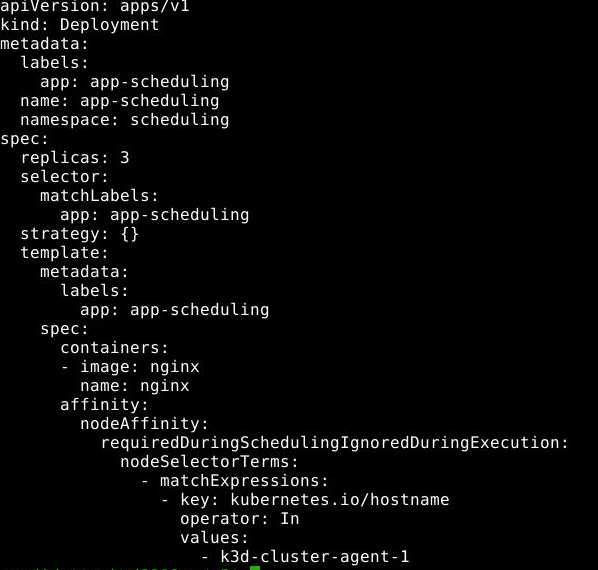 apiVersion: apps/v1
kind: Deployment
metadata:
  labels:
    app: app-scheduling
  name: app-scheduling
  namespace: scheduling
spec:
  replicas: 3
  selector:
    matchLabels:
      app: app-scheduling
  strategy: {}
  template:
    metadata:
      labels:
        app: app-scheduling
    spec:
      containers:
      - image: nginx
        name: nginx
      affinity:
        nodeAffinity:
          requiredDuringSchedulingIgnoredDuringExecution:
            nodeSelectorTerms:
              - matchExpressions:
                - key: kubernetes.io/hostname
                  operator: In
                  values:
                    - k3d-cluster-agent-1